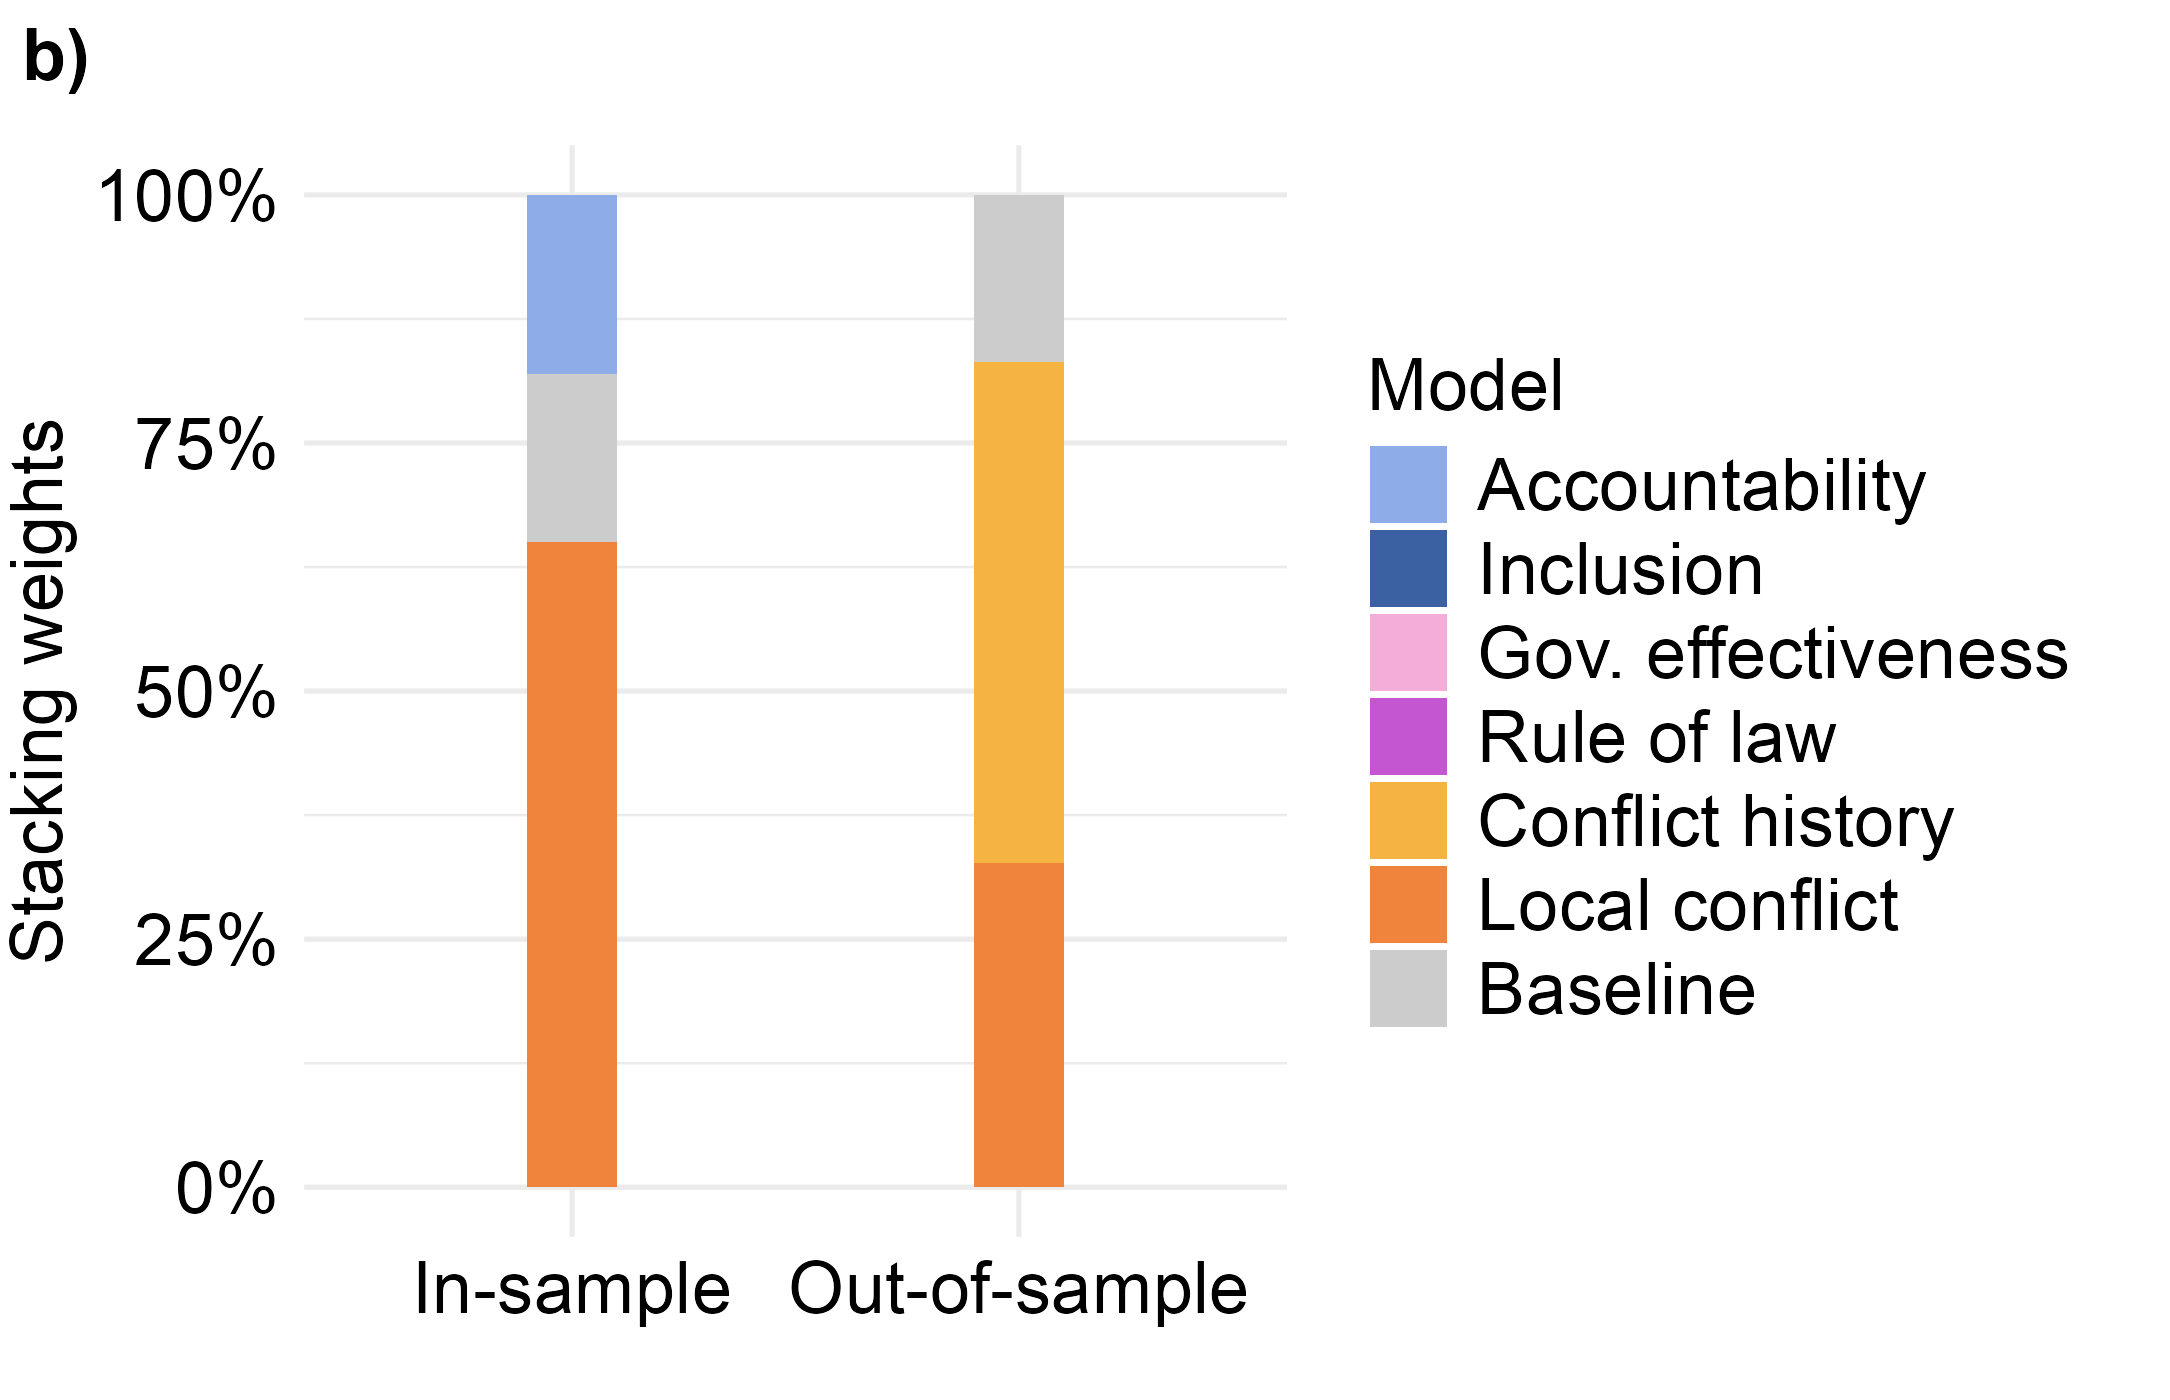 b)
Stacking weights
100%
75%
50%
25%
0%
In-sample
Out-of-sample
Model
Accountability
Inclusion
Gov. effectiveness
Rule of law
Conflict history
Local conflict
Baseline